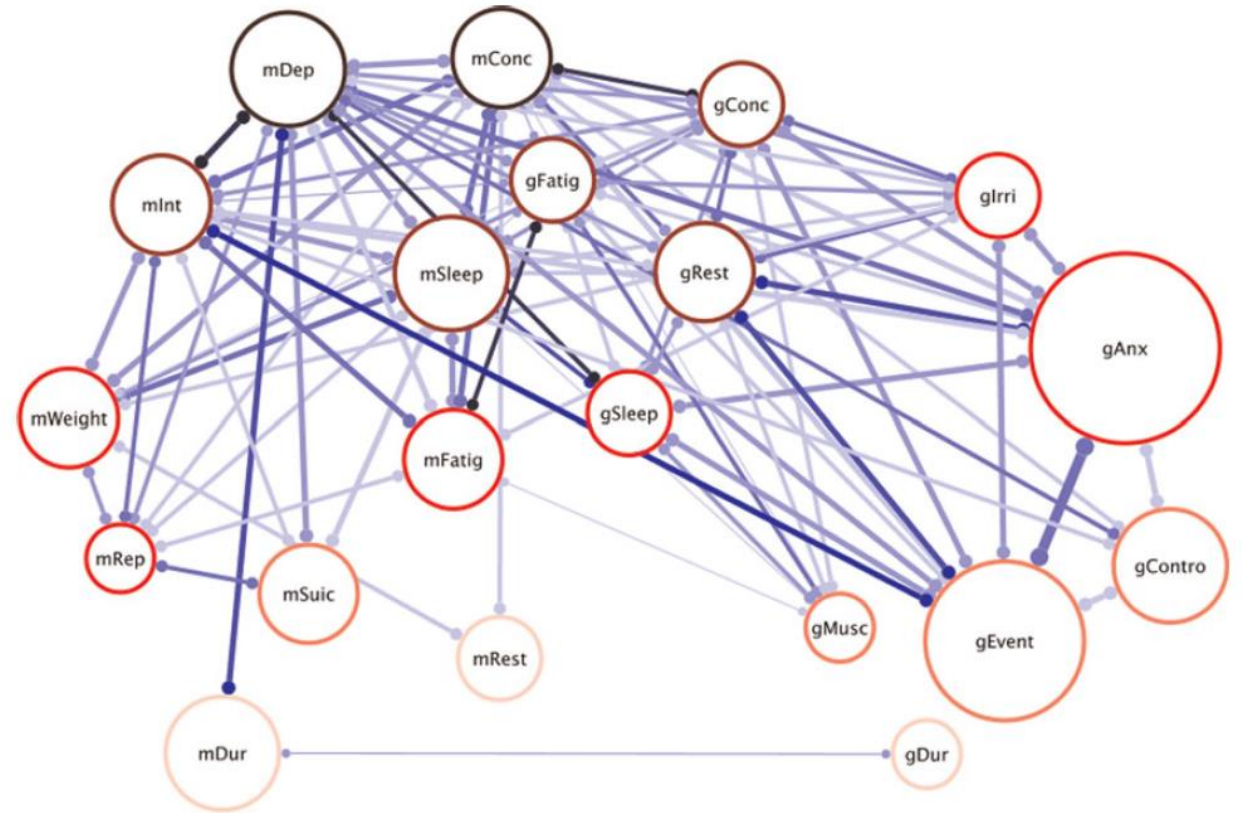 mDep
mConc
gConc
gFatig
gIrri
mInt
mSleep
gRest
gAnx
mWeight
gSleep
mFatig
mRep
mSuic
gContro
gMusc
gEvent
mRest
mDur
gDur